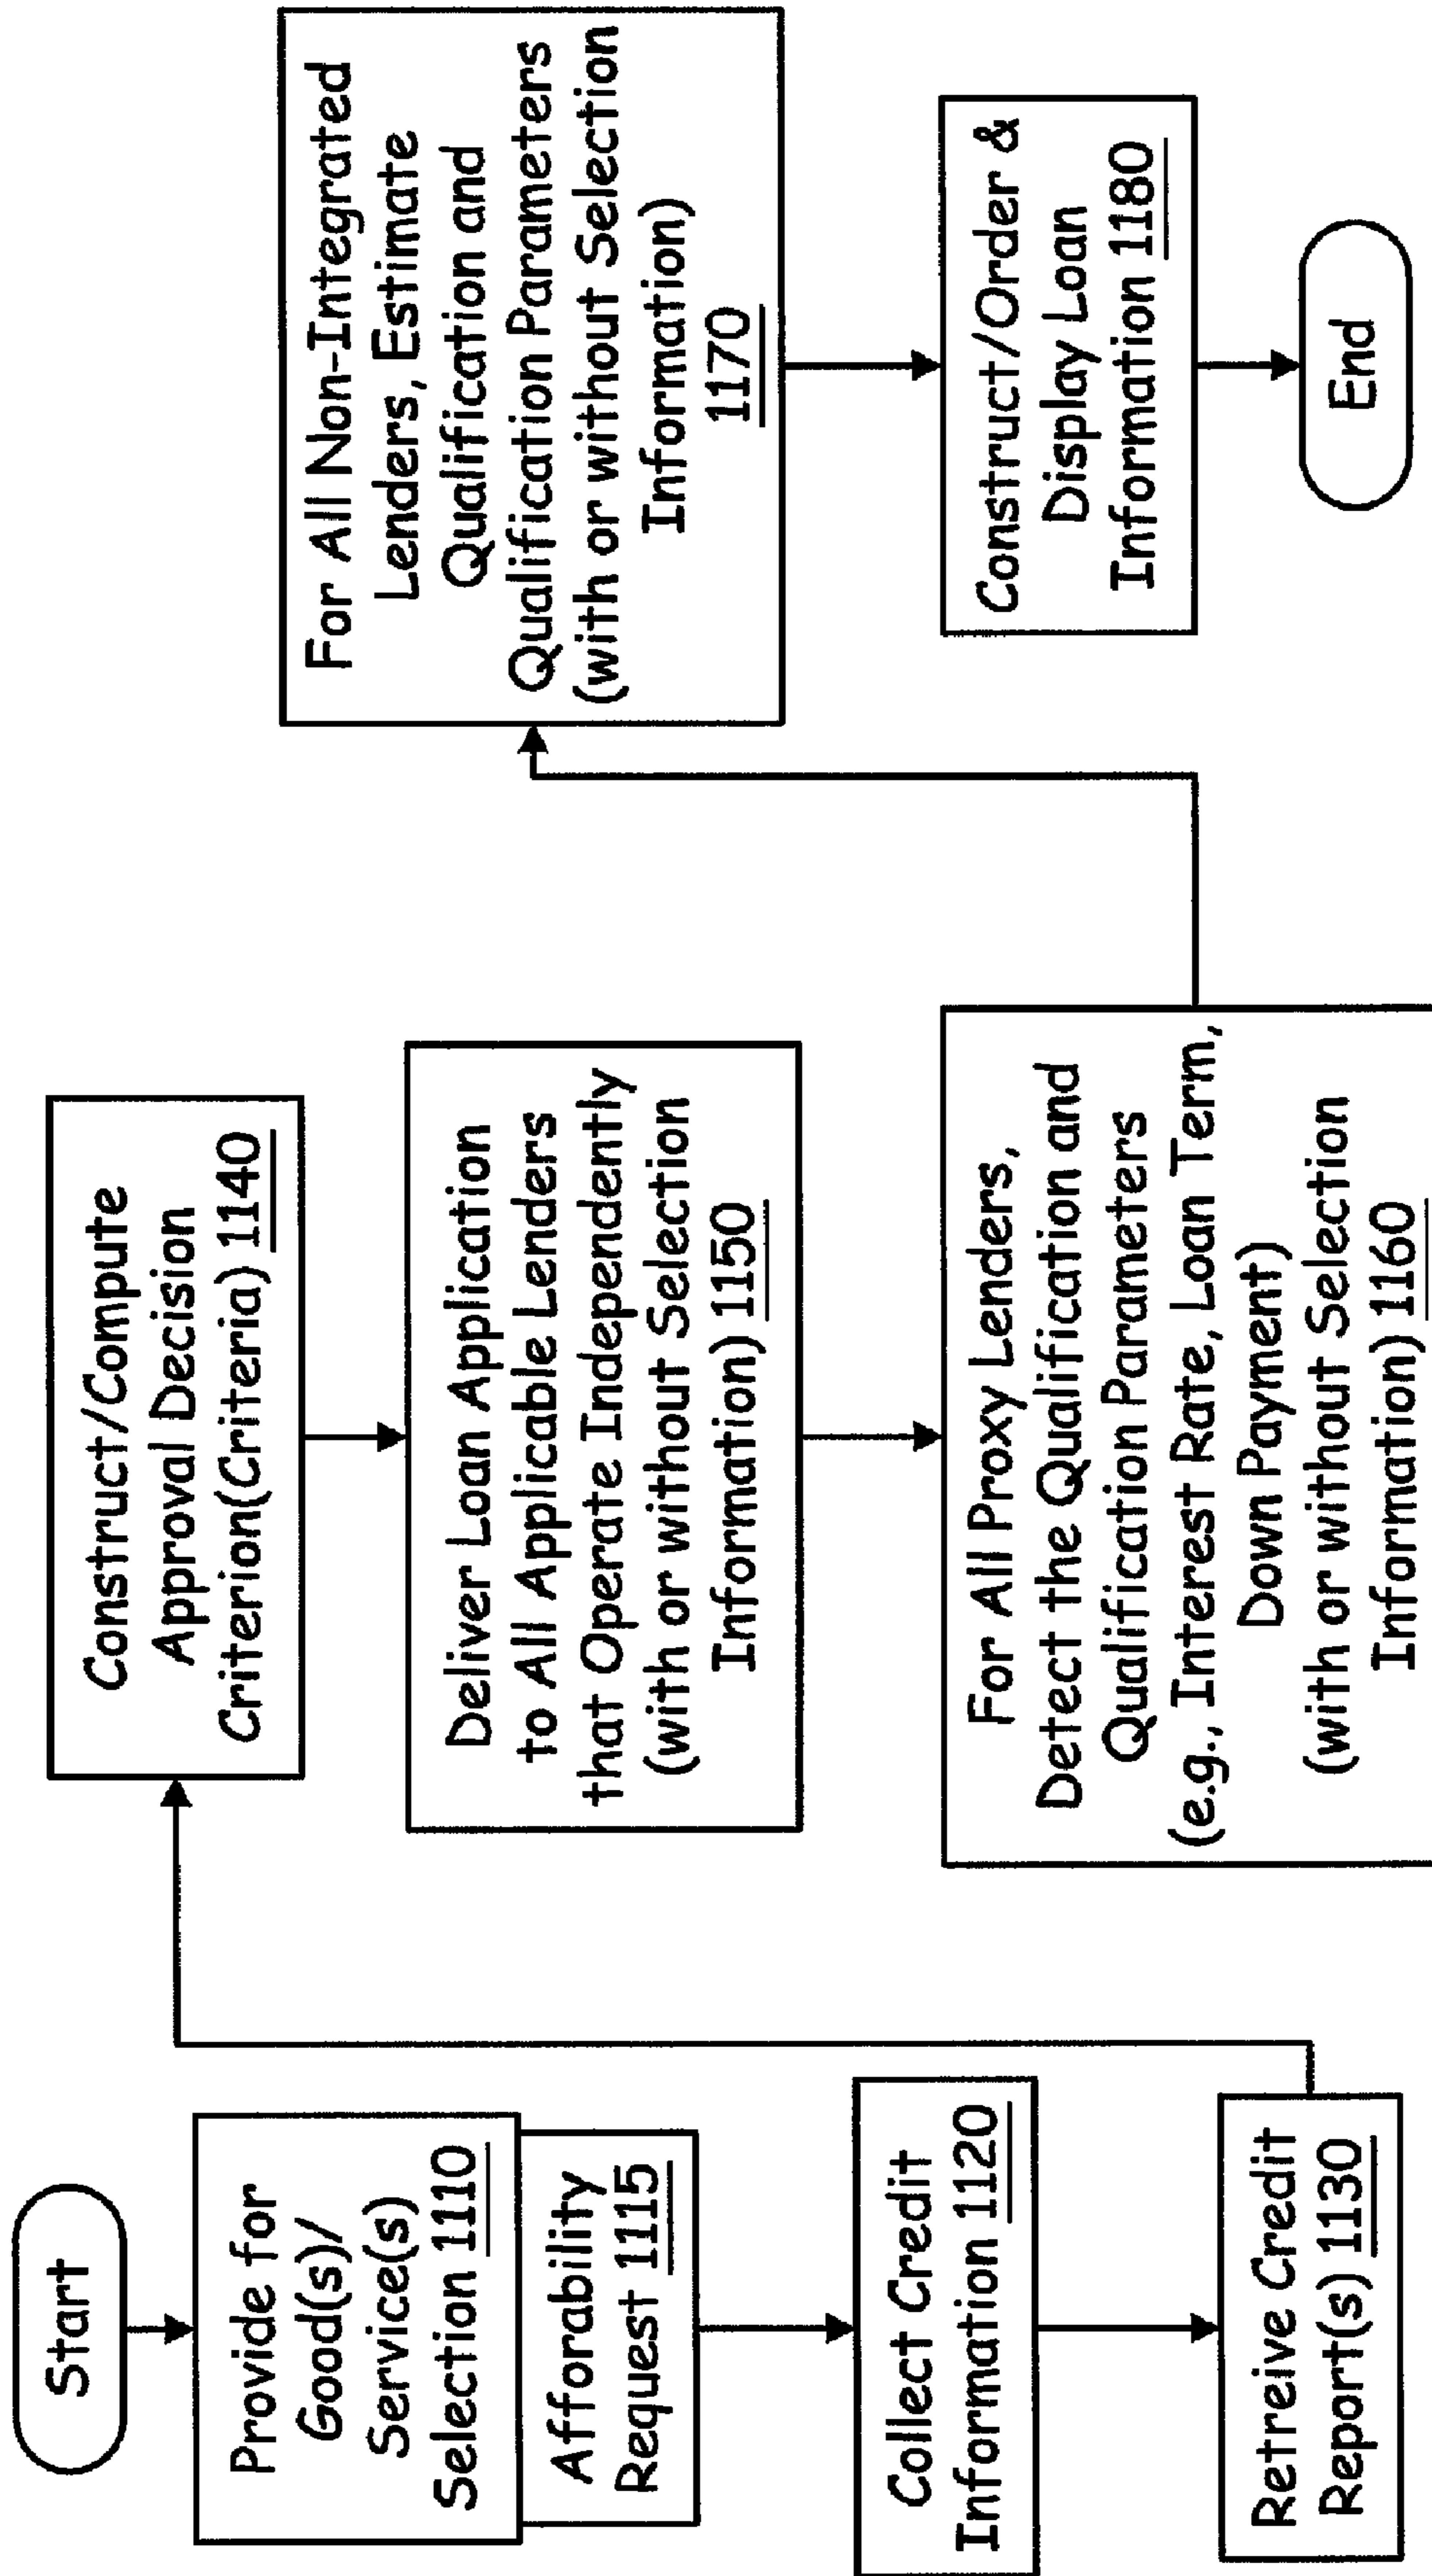 Start
Provide for
Good(s)/
Service(s)
Selection 1110
Afforability
Request 1115
Collect Credit
Information 1120
Retreive Credit
Report(s) 1130
Construct/Compute
Approval Decision
Criterion(Criteria) 1140
Deliver Loan Application
to All Applicable Lenders
that Operate Independently
(with or without Selection
Information) 1150
For All Proxy Lenders,
Detect the Qualification and
Qualification Parameters
(e.g., Interest Rate, Loan Term,
Down Payment)
(with or without Selection
Information) 1160
For All Non-Integrated
Lenders, Estimate
Qualification and
Qualification Parameters
(with or without Selection
Information)
1170
Construct/Order &
Display Loan
Information 1180
End